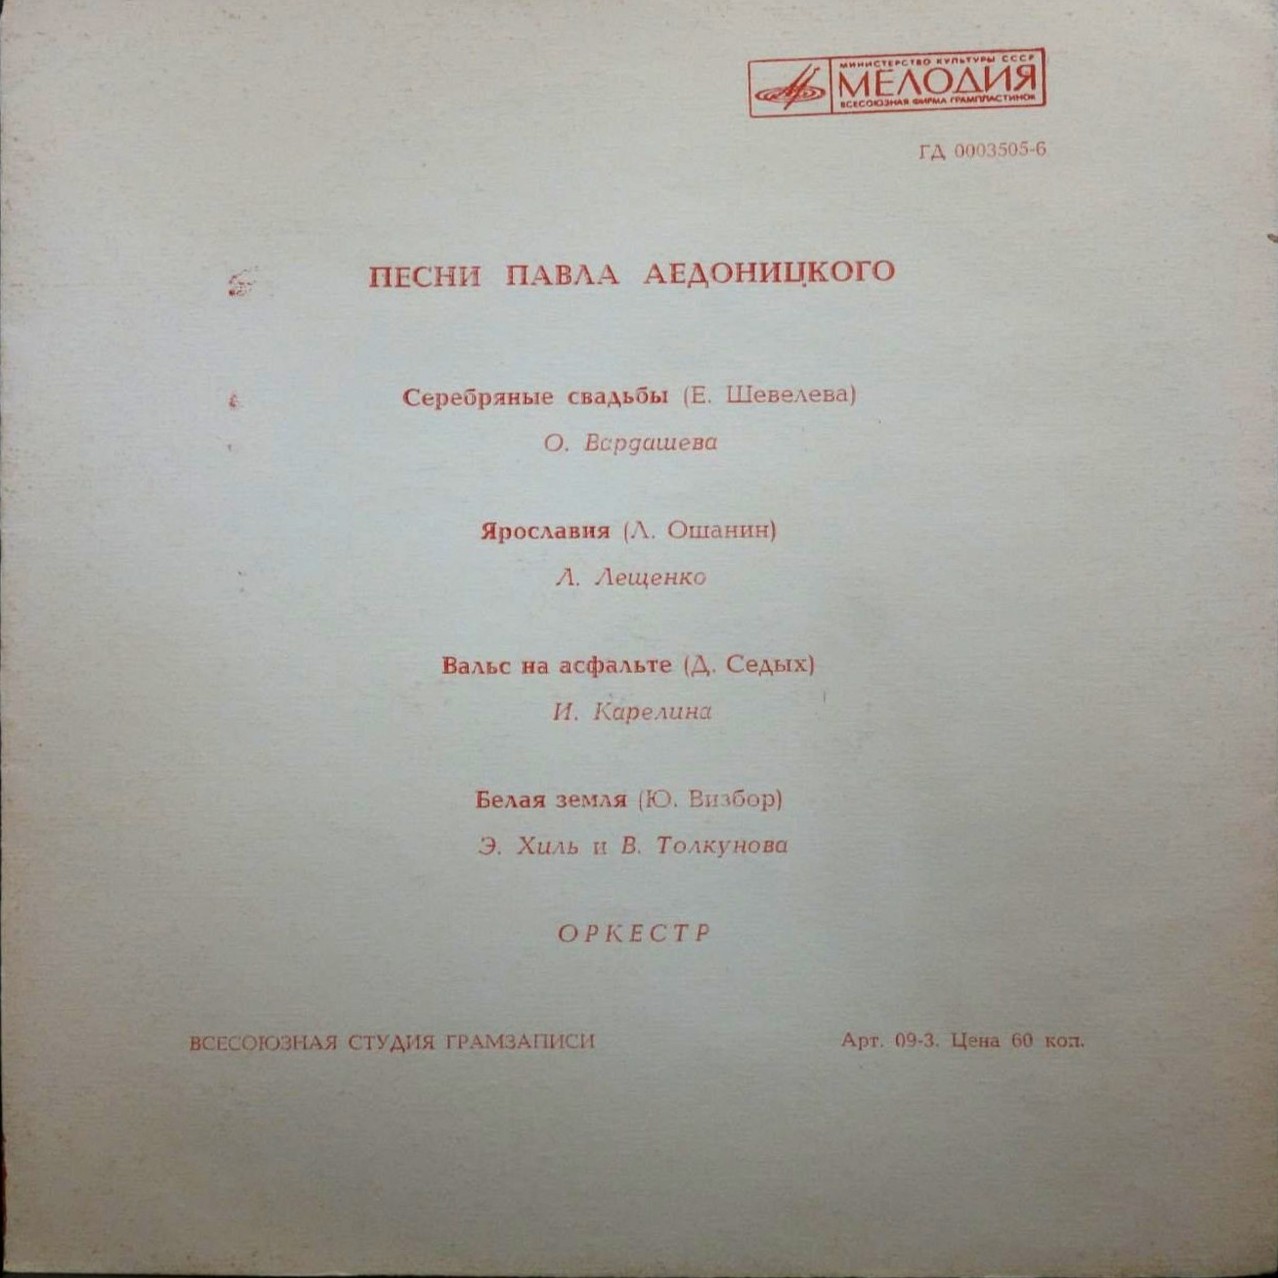 МИНИСТЕРСТВО КУЛЬТУРЫ СССР
МЕЛОДИЯ
ВСЕСОЮЗНАЯ ФИРМА ГРАМПЛАСТИНОК
ГД 0003505-6
ПЕСНИ ПАВЛА АЕДОНИЦКОГО
Серебряные свадьбы (Е. Шевелева)
О. Вардашева
Ярославия (Л. Ошанин)
Л. Лещенко
Вальс на асфальте (Д. Седых)
И. Карелина
Белая земля (Ю. Визбор)
Э. Хиль и В. Толкунова
ОРКЕСТР
ВСЕСОЮЗНАЯ СТУДИЯ ГРАМЗАПИСИ
Арт. 09-3. Цена 60 коп.